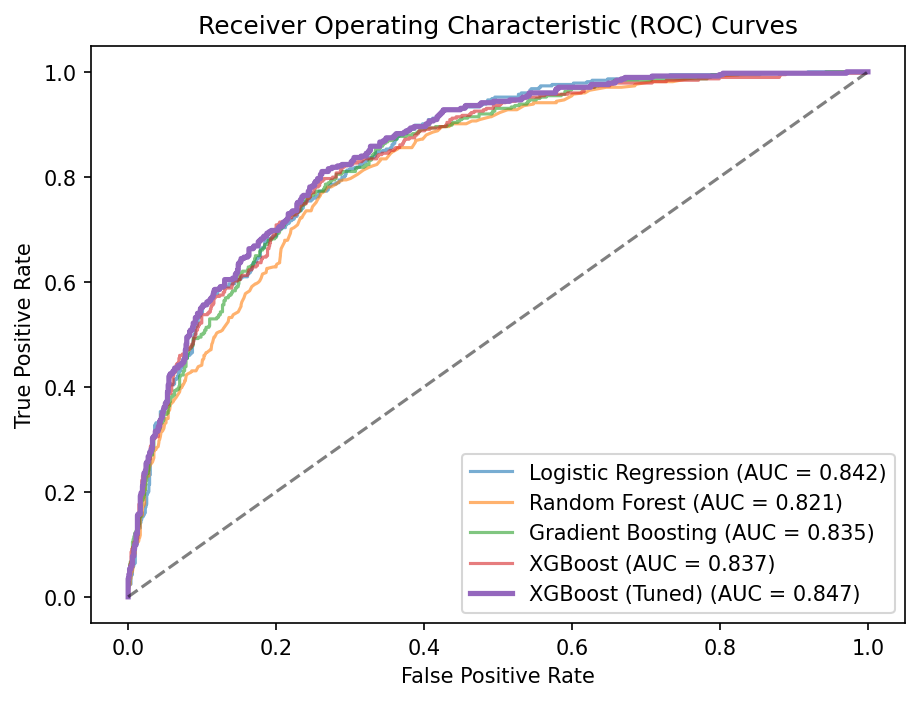 Receiver Operating Characteristic (ROC) Curves
True Positive Rate
1.0
0.8
0.6
0.4
0.2
0.0
Logistic Regression (AUC = 0.842)
Random Forest (AUC = 0.821)
Gradient Boosting (AUC = 0.835)
XGBoost (AUC = 0.837)
XGBoost (Tuned) (AUC = 0.847)
0.0 0.2 0.4 0.6 0.8 1.0
False Positive Rate